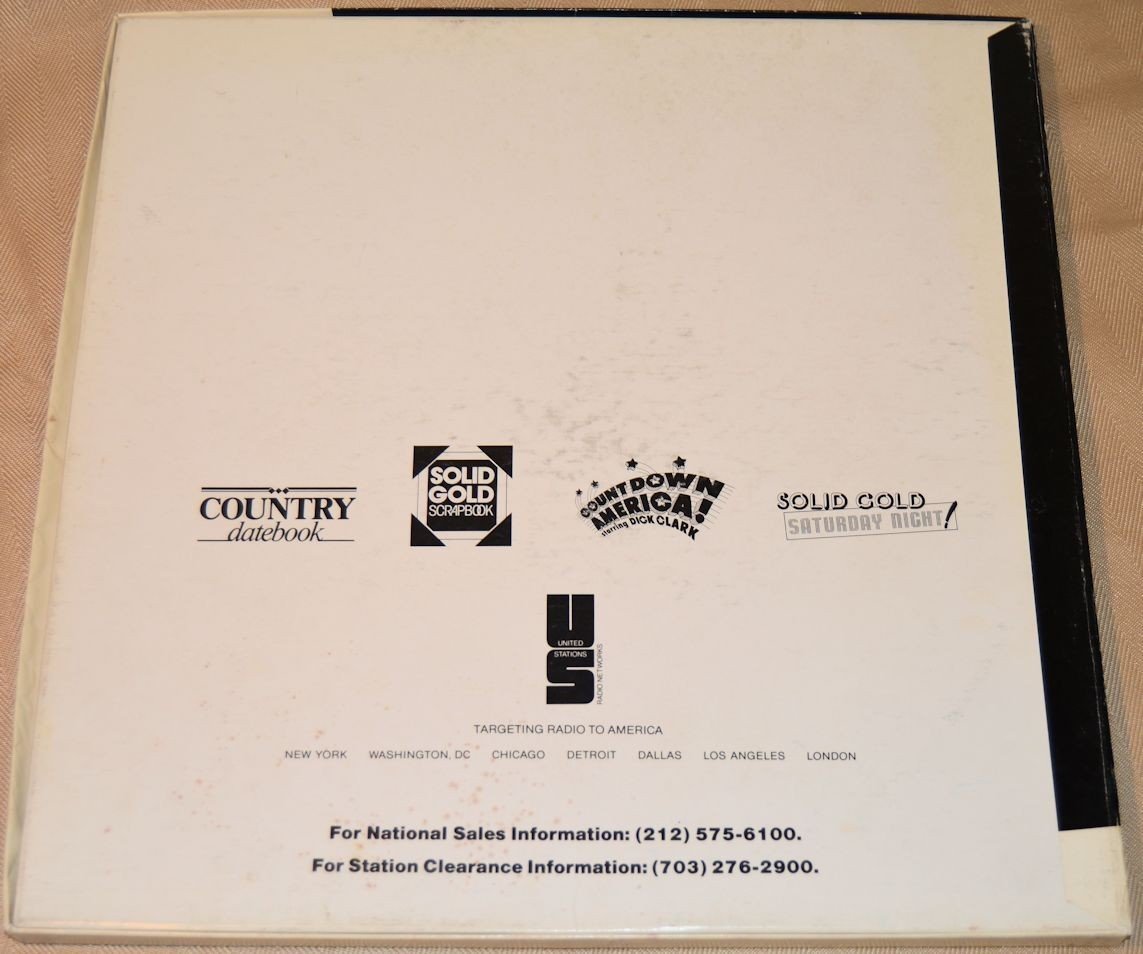 COUNTRY
datebook
SOLID
GOLD
SCRAPBOOK
COUNTDOWN
AMERICA!
starring DICK CLARK
SOLID GOLD
SATURDAY NIGHT!
US
UNITED
STATIONS
RADIO NETWORKS
TARGETING RADIO TO AMERICA
NEW YORK WASHINGTON, DC CHICAGO DETROIT DALLAS LOS ANGELES LONDON
For National Sales Information: (212) 575-6100.
For Station Clearance Information: (703) 276-2900.